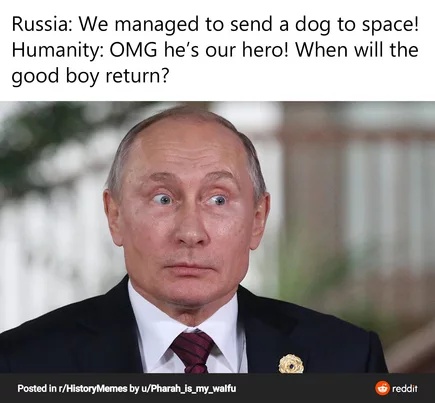 Russia: We managed to send a dog to space!
Humanity: OMG he’s our hero! When will the
good boy return?
Posted in r/HistoryMemes by u/Pharah_is_my_waIfu
reddit